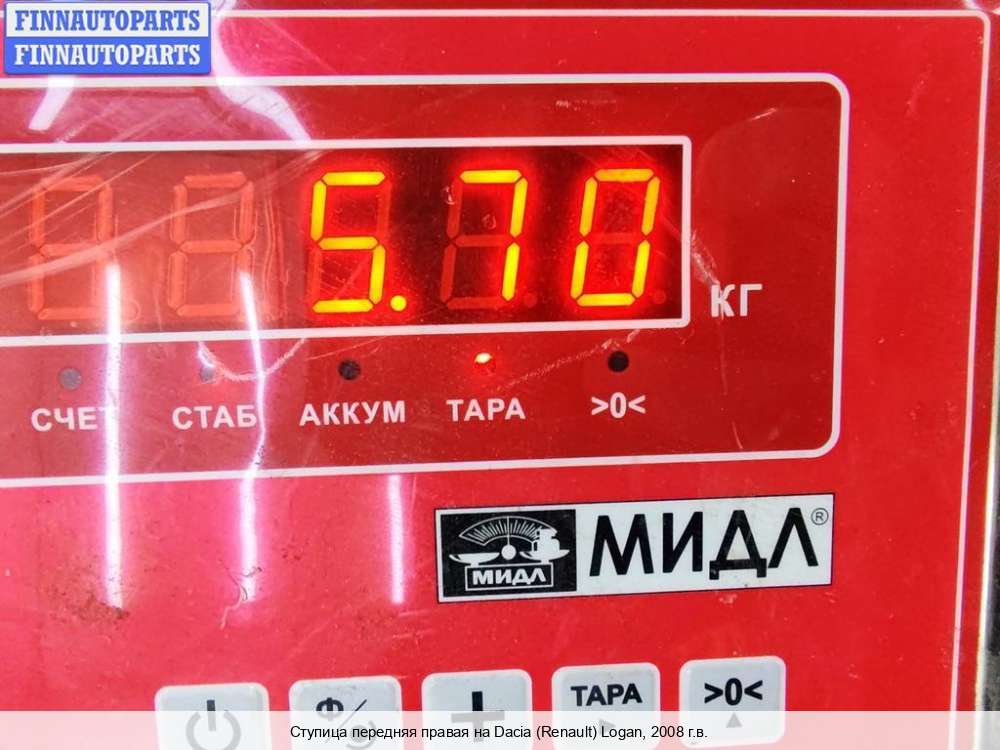 FINNAUTOPARTS
FINNAUTOPARTS
5.70
КГ
СЧЕТ СТАБ АККУМ ТАРА >0<
МИДЛ МИДЛ®
Ф/g + ТАРА >0<
Ступица передняя правая на Dacia (Renault) Logan, 2008 г.в.